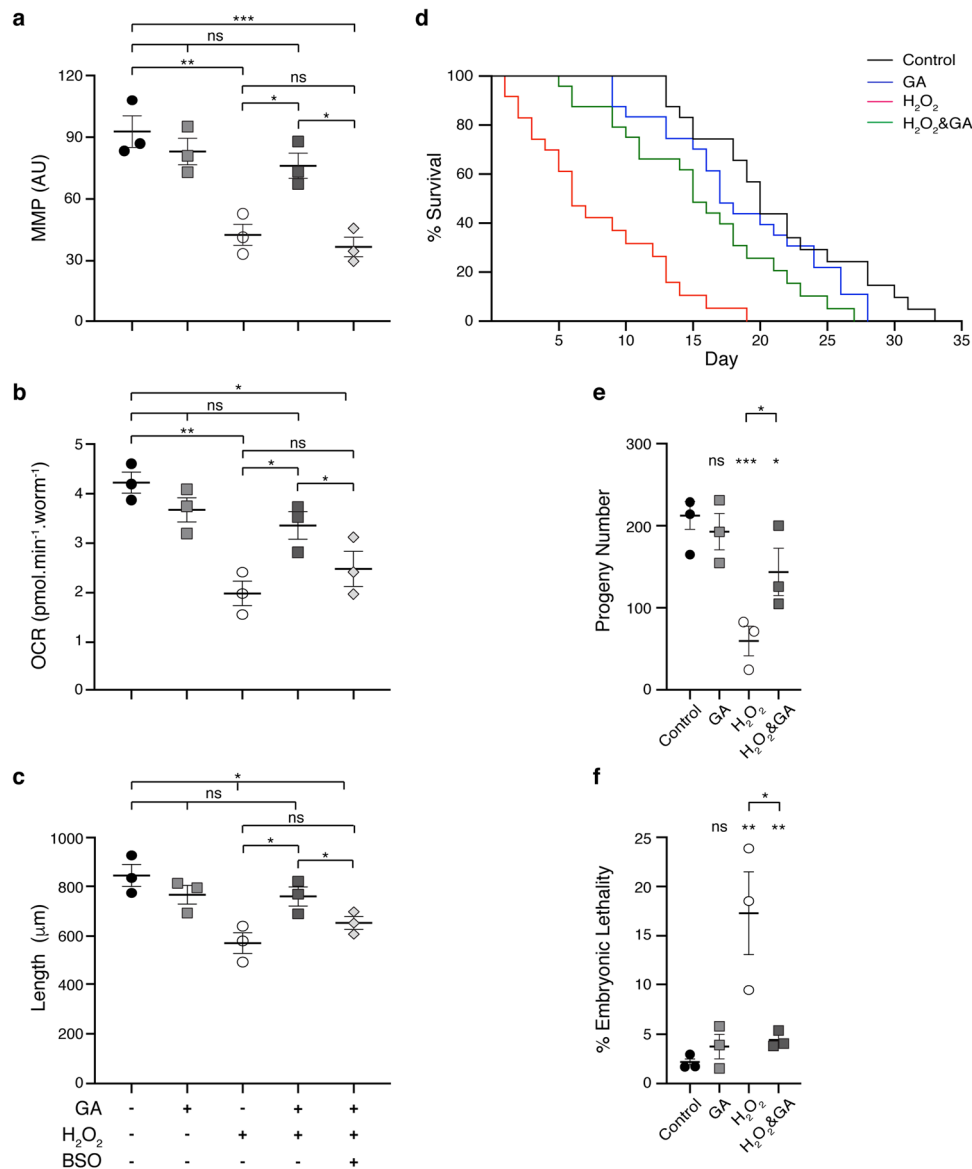 a
***
ns
**
ns
*
*
120
90
60
30
0
MMP (AU)
b
*
ns
**
ns
*
*
5
4
3
2
1
0
OCR (pmol.min⁻¹.worm⁻¹)
c
*
ns
ns
*
*
1000
800
600
400
200
0
Length (μm)
GA - + - + +
H₂O₂ - - + + +
BSO - - - - +
d
Control
GA
H₂O₂
H₂O₂&GA
100
80
60
40
20
0
% Survival
5 10 15 20 25 30 35
Day
e
*
ns *** *
300
200
100
0
Progeny Number
Control GA H₂O₂ H₂O₂&GA
f
*
ns ** **
25
20
15
10
5
0
% Embryonic Lethality
Control GA H₂O₂ H₂O₂&GA